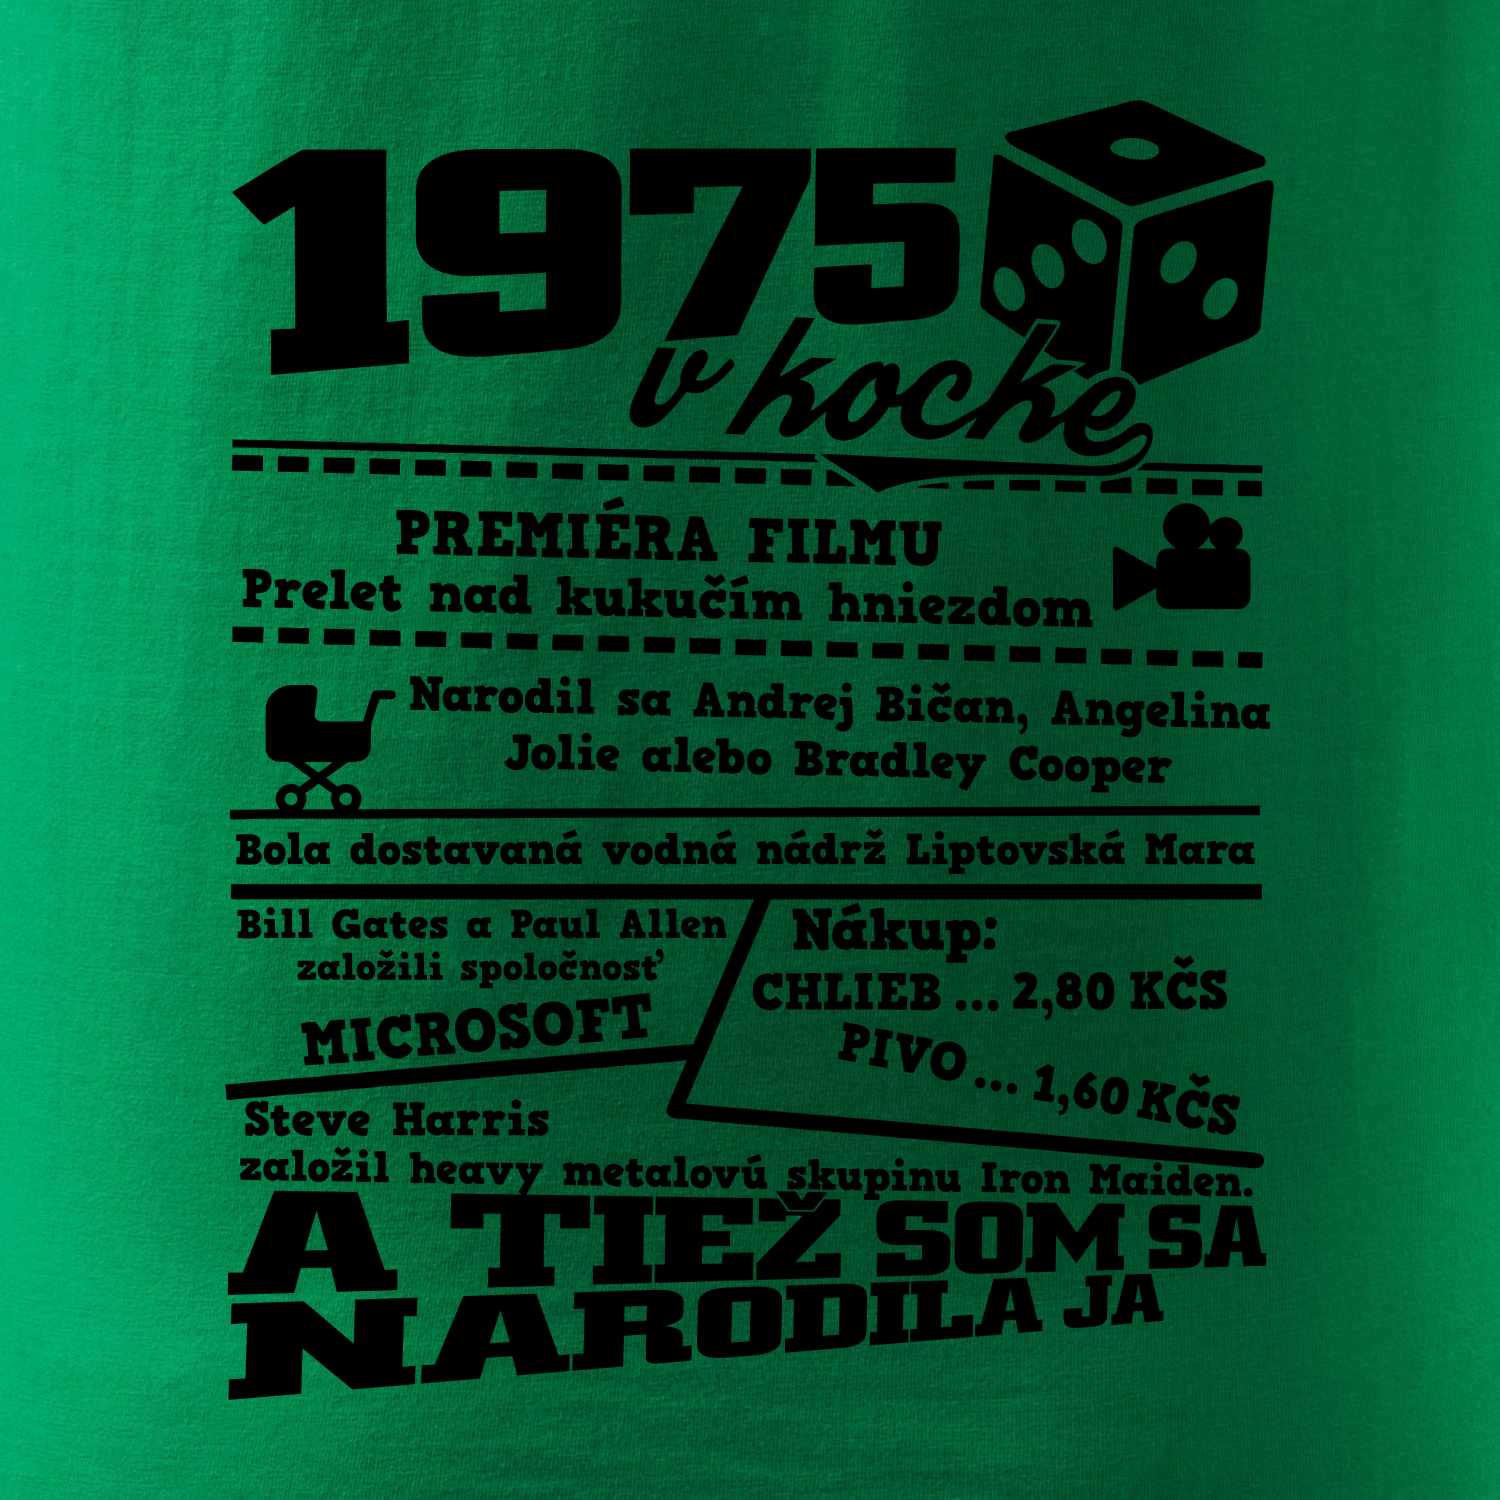 1975
v kocke
PREMIÉRA FILMU
Prelet nad kukučím hniezdom
Narodil sa Andrej Bičan, Angelina
Jolie alebo Bradley Cooper
Bola dostavaná vodná nádrž Liptovská Mara
Bill Gates a Paul Allen
založili spoločnosť
MICROSOFT
Nákup:
CHLIEB ... 2,80 KČS
PIVO ... 1,60 KČS
Steve Harris
založil heavy metalovú skupinu Iron Maiden.
A TIEŽ SOM SA
NARODILA JA